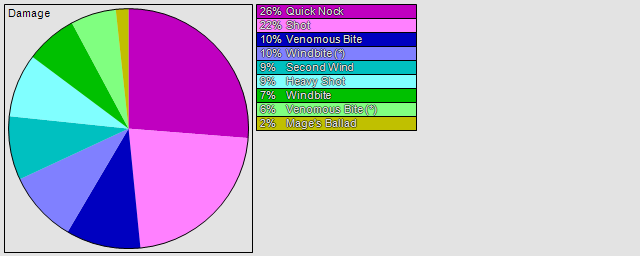 Damage
26% Quick Nock
22% Shot
10% Venomous Bite
10% Windbite (*)
9% Second Wind
9% Heavy Shot
7% Windbite
6% Venomous Bite (*)
2% Mage's Ballad